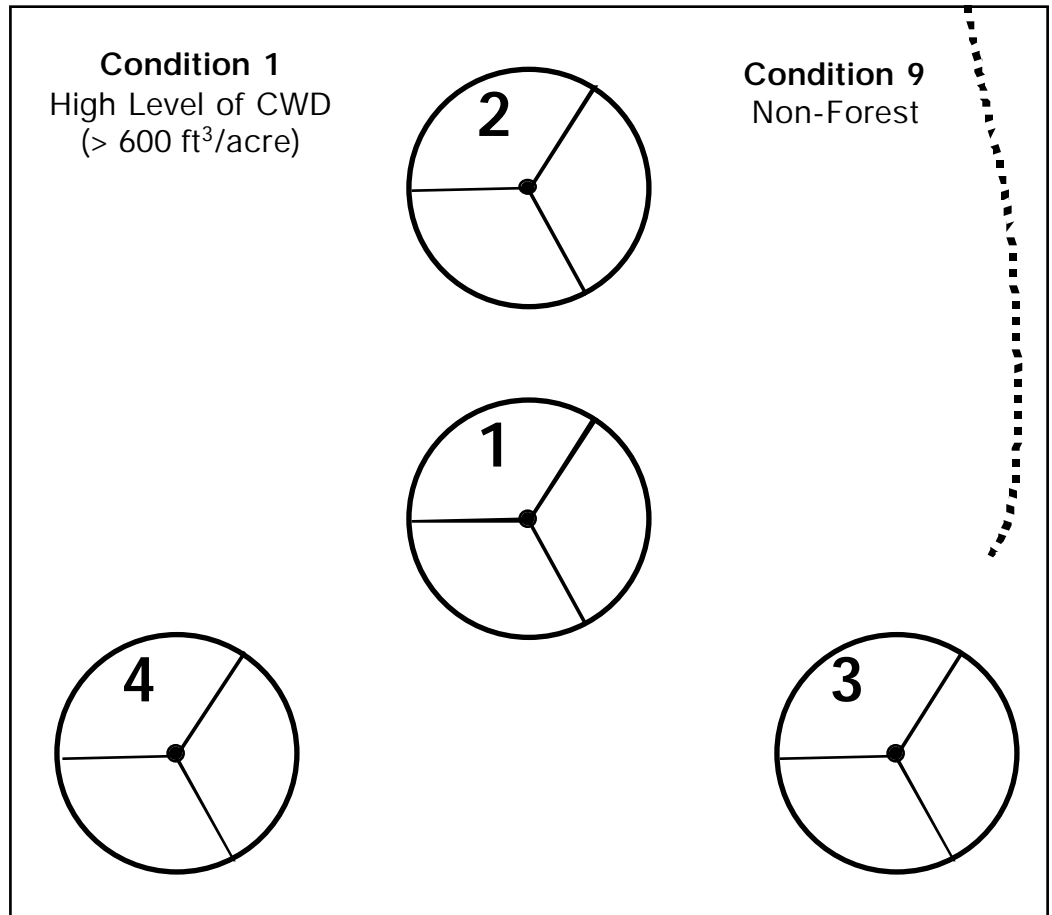 Condition 1
High Level of CWD
(> 600 ft³/acre)
Condition 9
Non-Forest
2
1
4
3